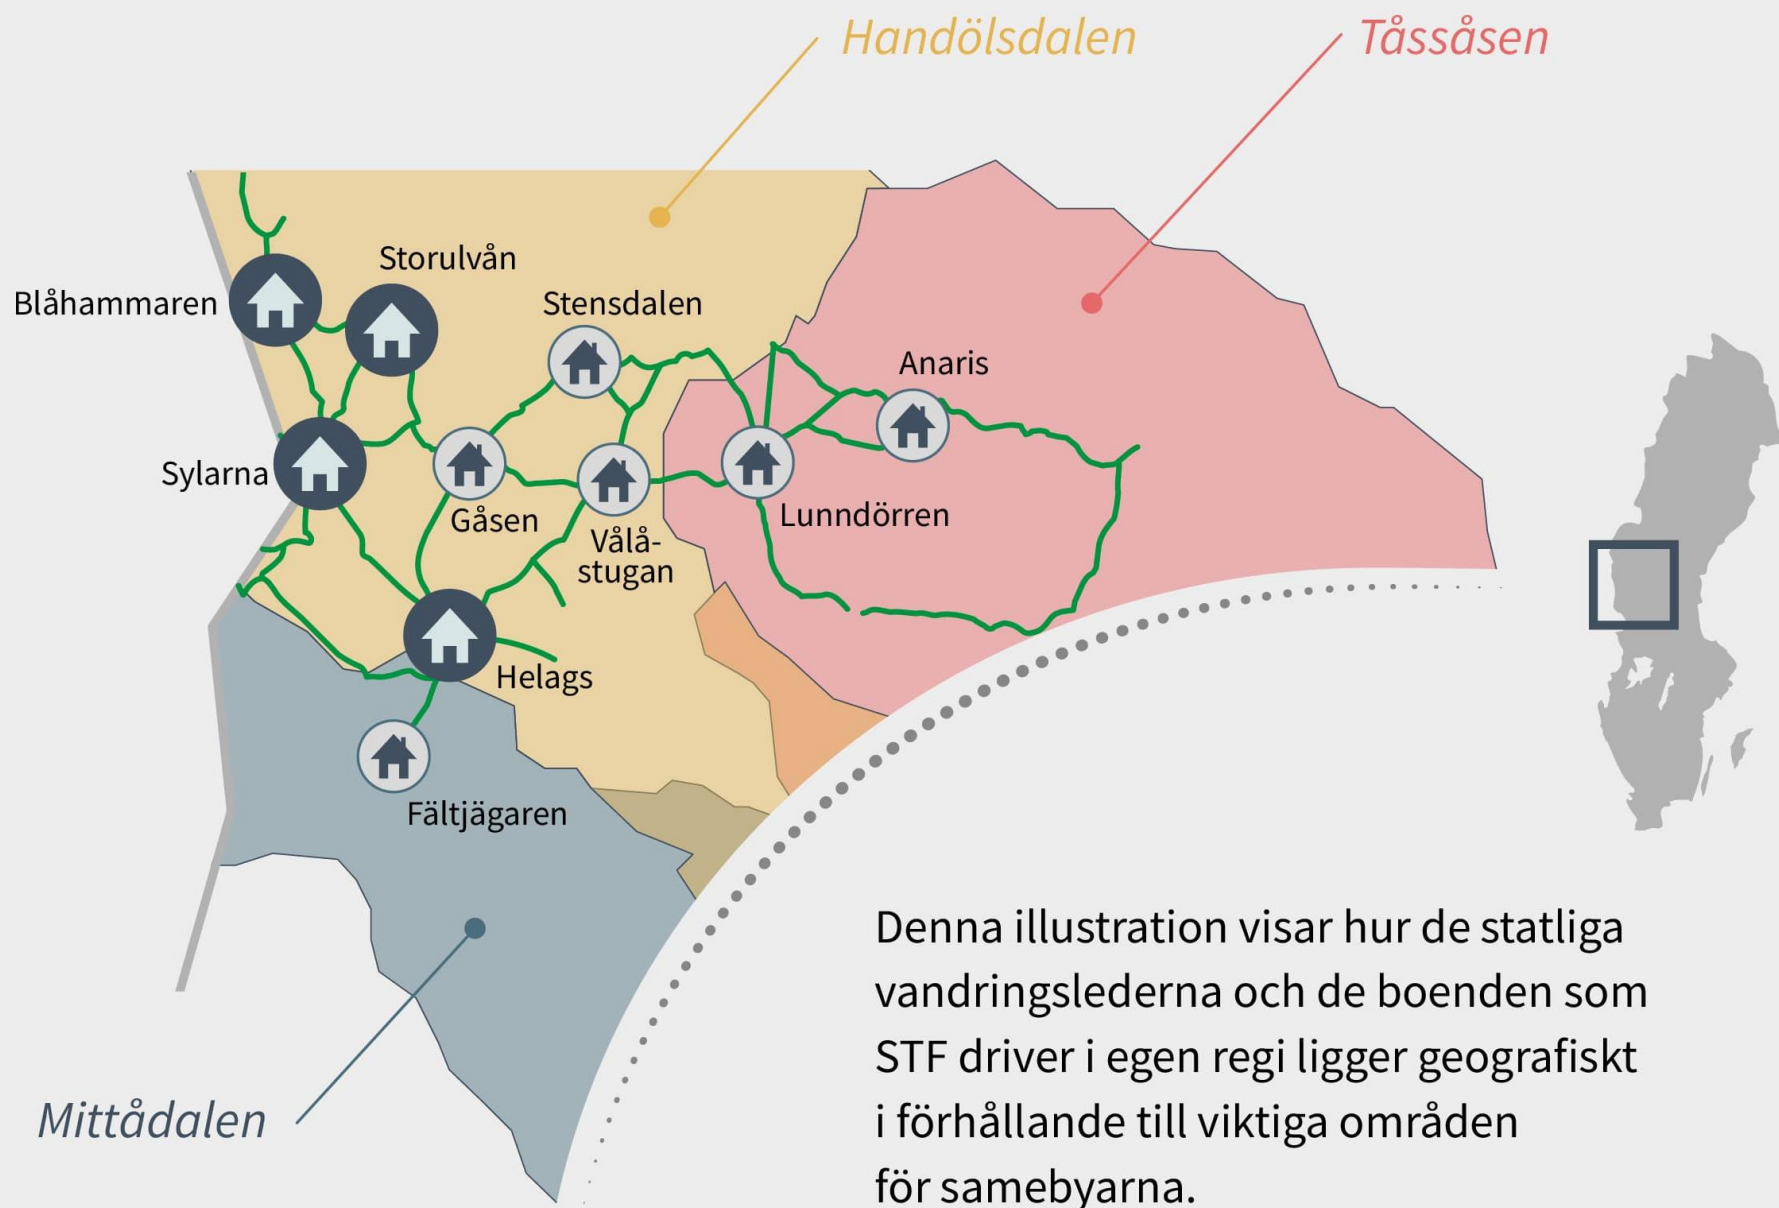 Handölsdalen
Tåssåsen
Storulvån
Blåhammaren
Stensdalen
Anaris
Sylarna
Gåsen
Lunndörren
Vålå-
stugan
Helags
Fältjägaren
Mittådalen
Denna illustration visar hur de statliga
vandringslederna och de boenden som
STF driver i egen regi ligger geografiskt
i förhållande till viktiga områden
för samebyarna.